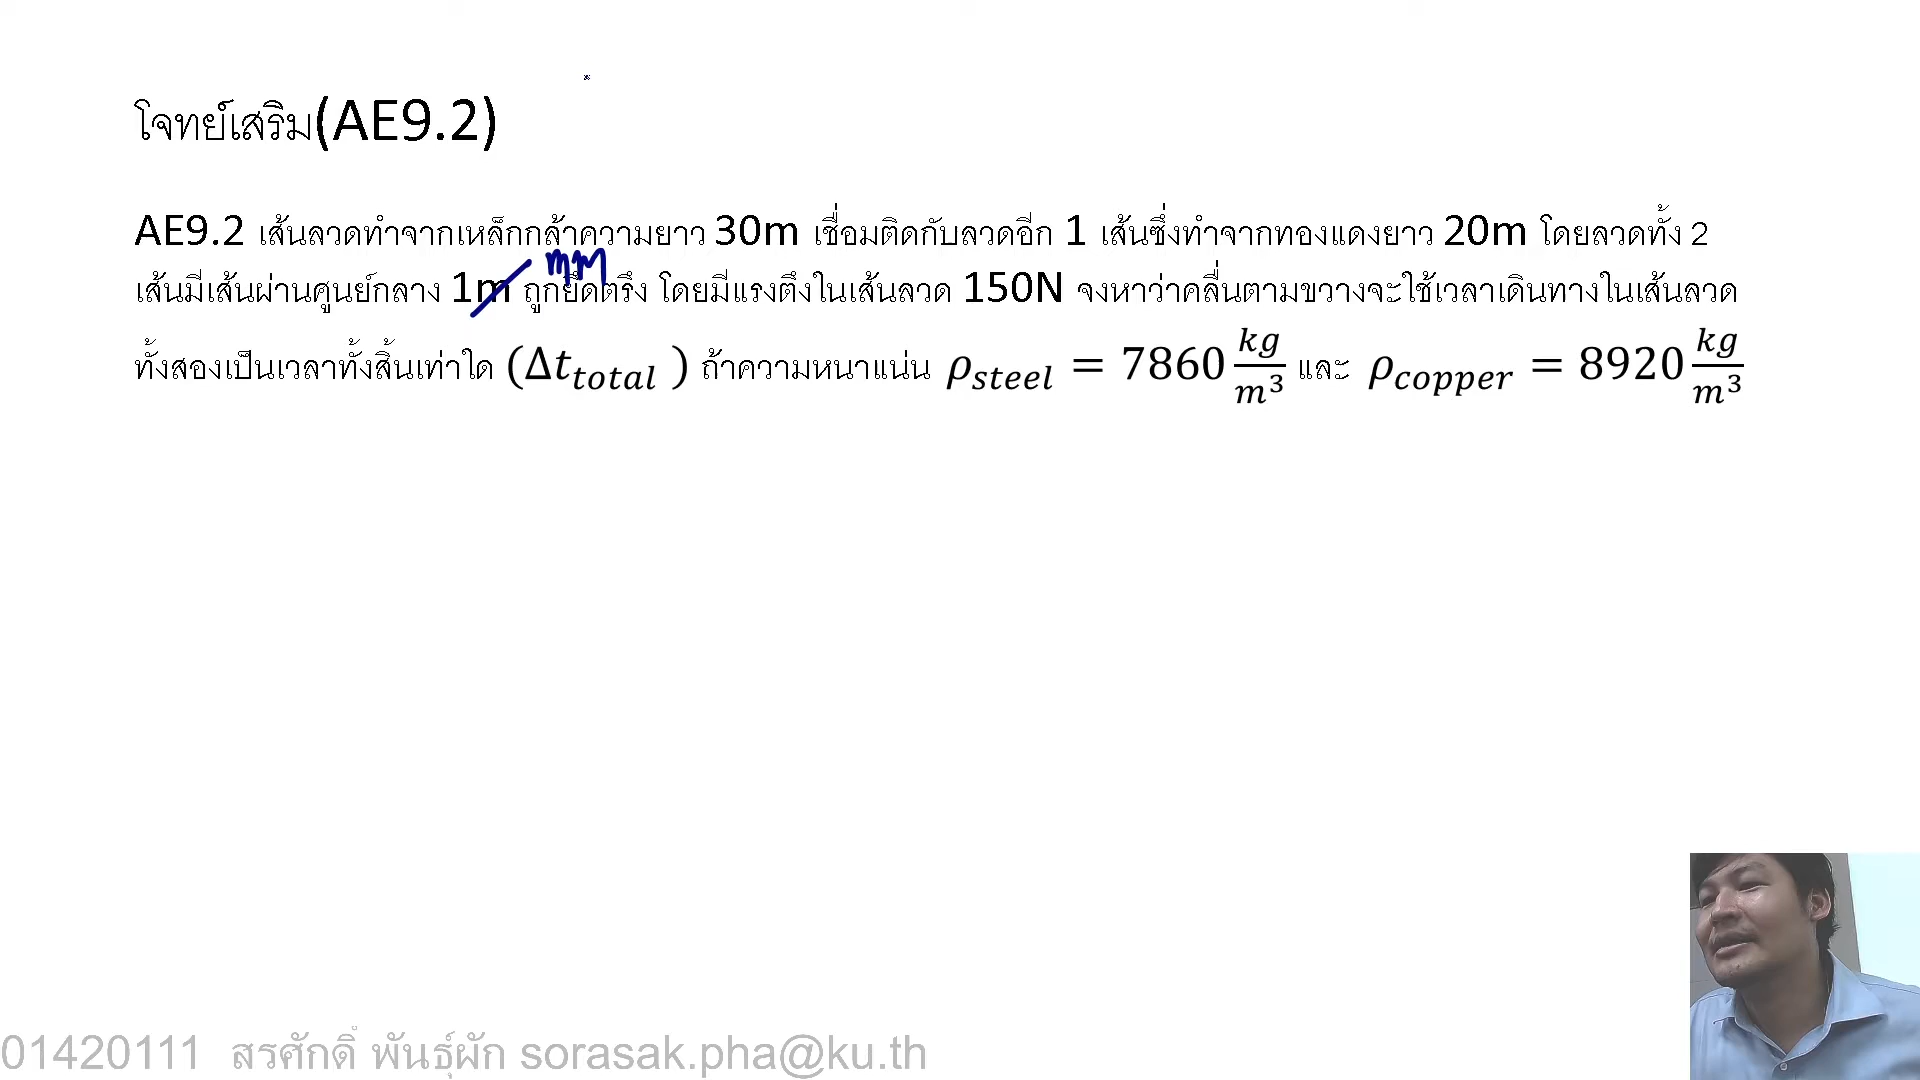 โจทย์เสริม(AE9.2)
AE9.2 เส้นลวดทำจากเหล็กกล้าความยาว 30m เชื่อมติดกับลวดอีก 1 เส้นซึ่งทำจากทองแดงยาว 20m โดยลวดทั้ง 2
mm
เส้นมีเส้นผ่านศูนย์กลาง 1m ถูกยึดตรึง โดยมีแรงตึงในเส้นลวด 150N จงหาว่าคลื่นตามขวางจะใช้เวลาเดินทางในเส้นลวด
ทั้งสองเป็นเวลาทั้งสิ้นเท่าใด (Δt_total ) ถ้าความหนาแน่น ρ_steel = 7860 kg/m³ และ ρ_copper = 8920 kg/m³
01420111 สรศักดิ์ พันธุ์ผัก sorasak.pha@ku.th